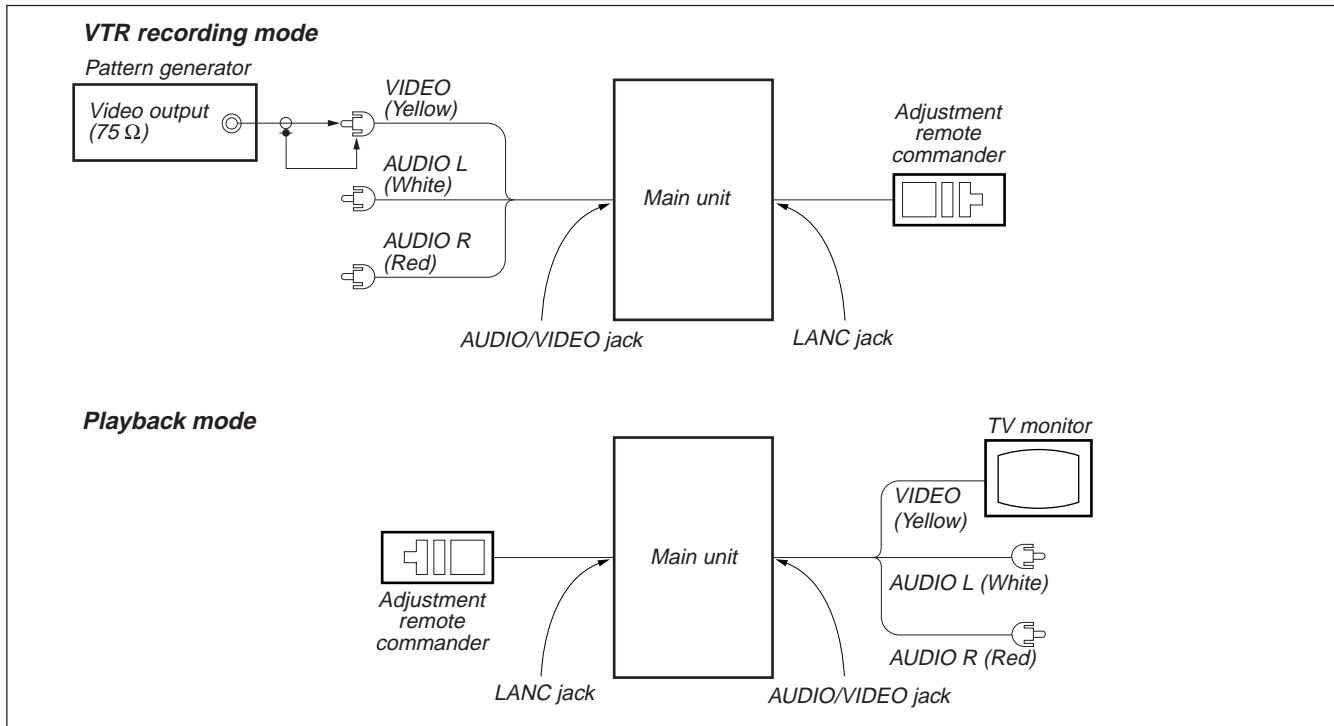 VTR recording mode
Pattern generator
Video output
(75 Ω)
VIDEO
(Yellow)
AUDIO L
(White)
AUDIO R
(Red)
Main unit
Adjustment
remote
commander
AUDIO/VIDEO jack
LANC jack
Playback mode
TV monitor
VIDEO
(Yellow)
Main unit
AUDIO L (White)
Adjustment
remote
commander
AUDIO R (Red)
LANC jack
AUDIO/VIDEO jack